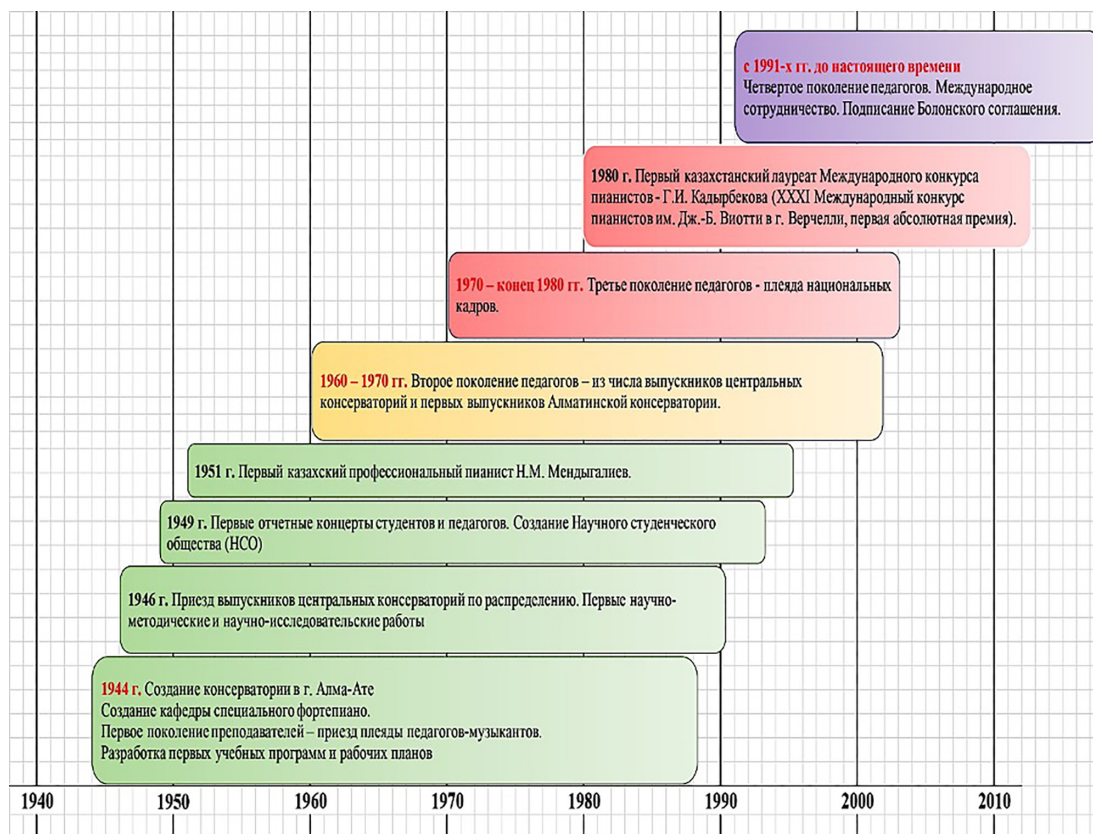 с 1991-х гг. до настоящего времени
Четвертое поколение педагогов. Международное
сотрудничество. Подписание Болонского соглашения.
1980 г. Первый казахстанский лауреат Международного конкурса
пианистов - Г.И. Кадырбекова (XXXI Международный конкурс
пианистов им. Дж.-Б. Виотти в г. Верчелли, первая абсолютная премия).
1970 – конец 1980 гг. Третье поколение педагогов - плеяда национальных
кадров.
1960 – 1970 гг. Второе поколение педагогов – из числа выпускников центральных
консерваторий и первых выпускников Алматинской консерватории.
1951 г. Первый казахский профессиональный пианист Н.М. Мендыгалиев.
1949 г. Первые отчетные концерты студентов и педагогов. Создание Научного студенческого
общества (НСО)
1946 г. Приезд выпускников центральных консерваторий по распределению. Первые научно-
методические и научно-исследовательские работы
1944 г. Создание консерватории в г. Алма-Ате
Создание кафедры специального фортепиано.
Первое поколение преподавателей – приезд плеяды педагогов-музыкантов.
Разработка первых учебных программ и рабочих планов
1940 1950 1960 1970 1980 1990 2000 2010